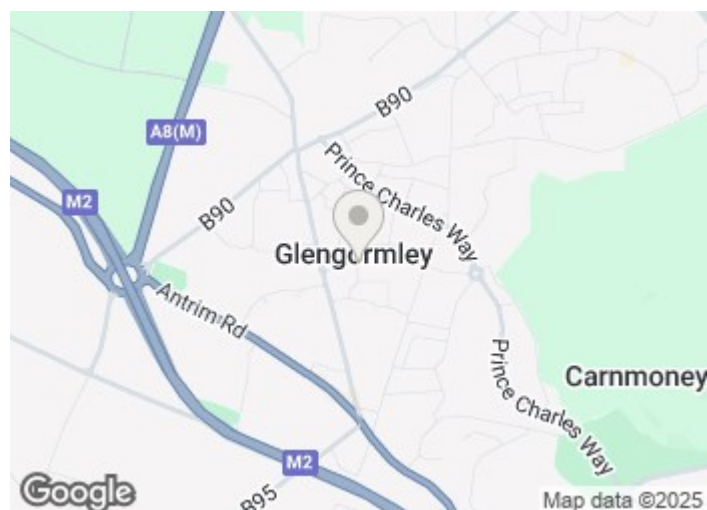 B90
A8(M)
Prince Charles Way
M2
B90
Glengormley
Antrim Rd
Prince Charles Way
Carnmoney
M2
B95
Google
Map data ©2025